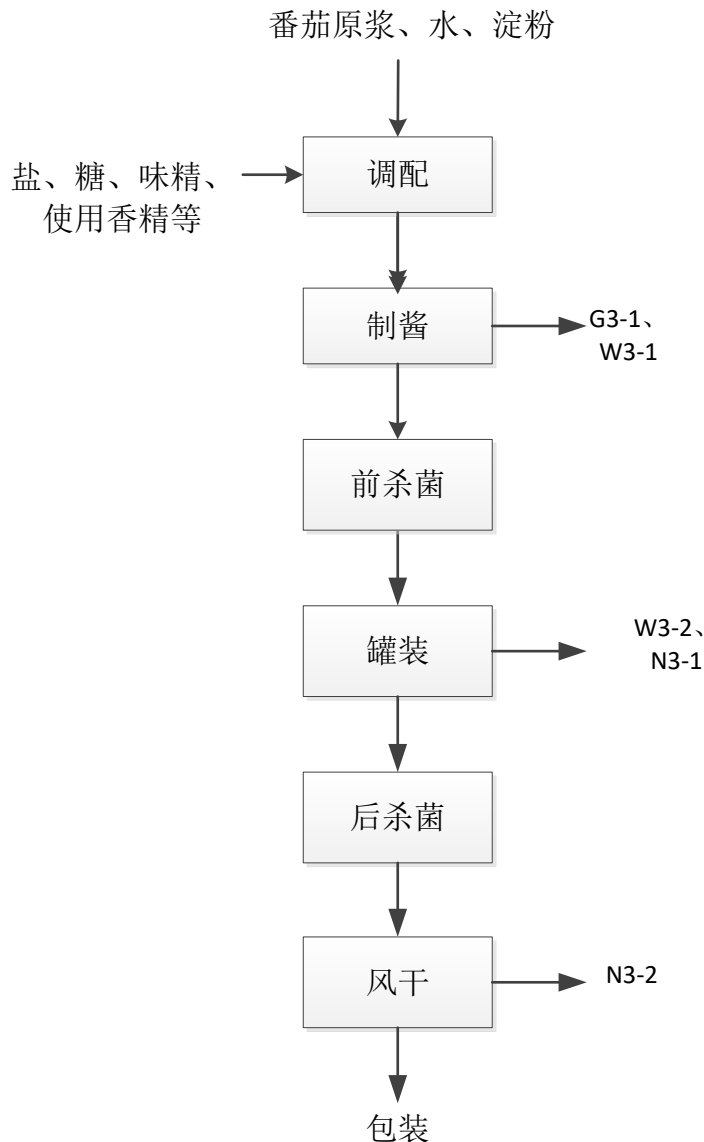 番茄原浆、水、淀粉
盐、糖、味精、
使用香精等
调配
制酱
G3-1、
W3-1
前杀菌
罐装
W3-2、
N3-1
后杀菌
风干
N3-2
包装